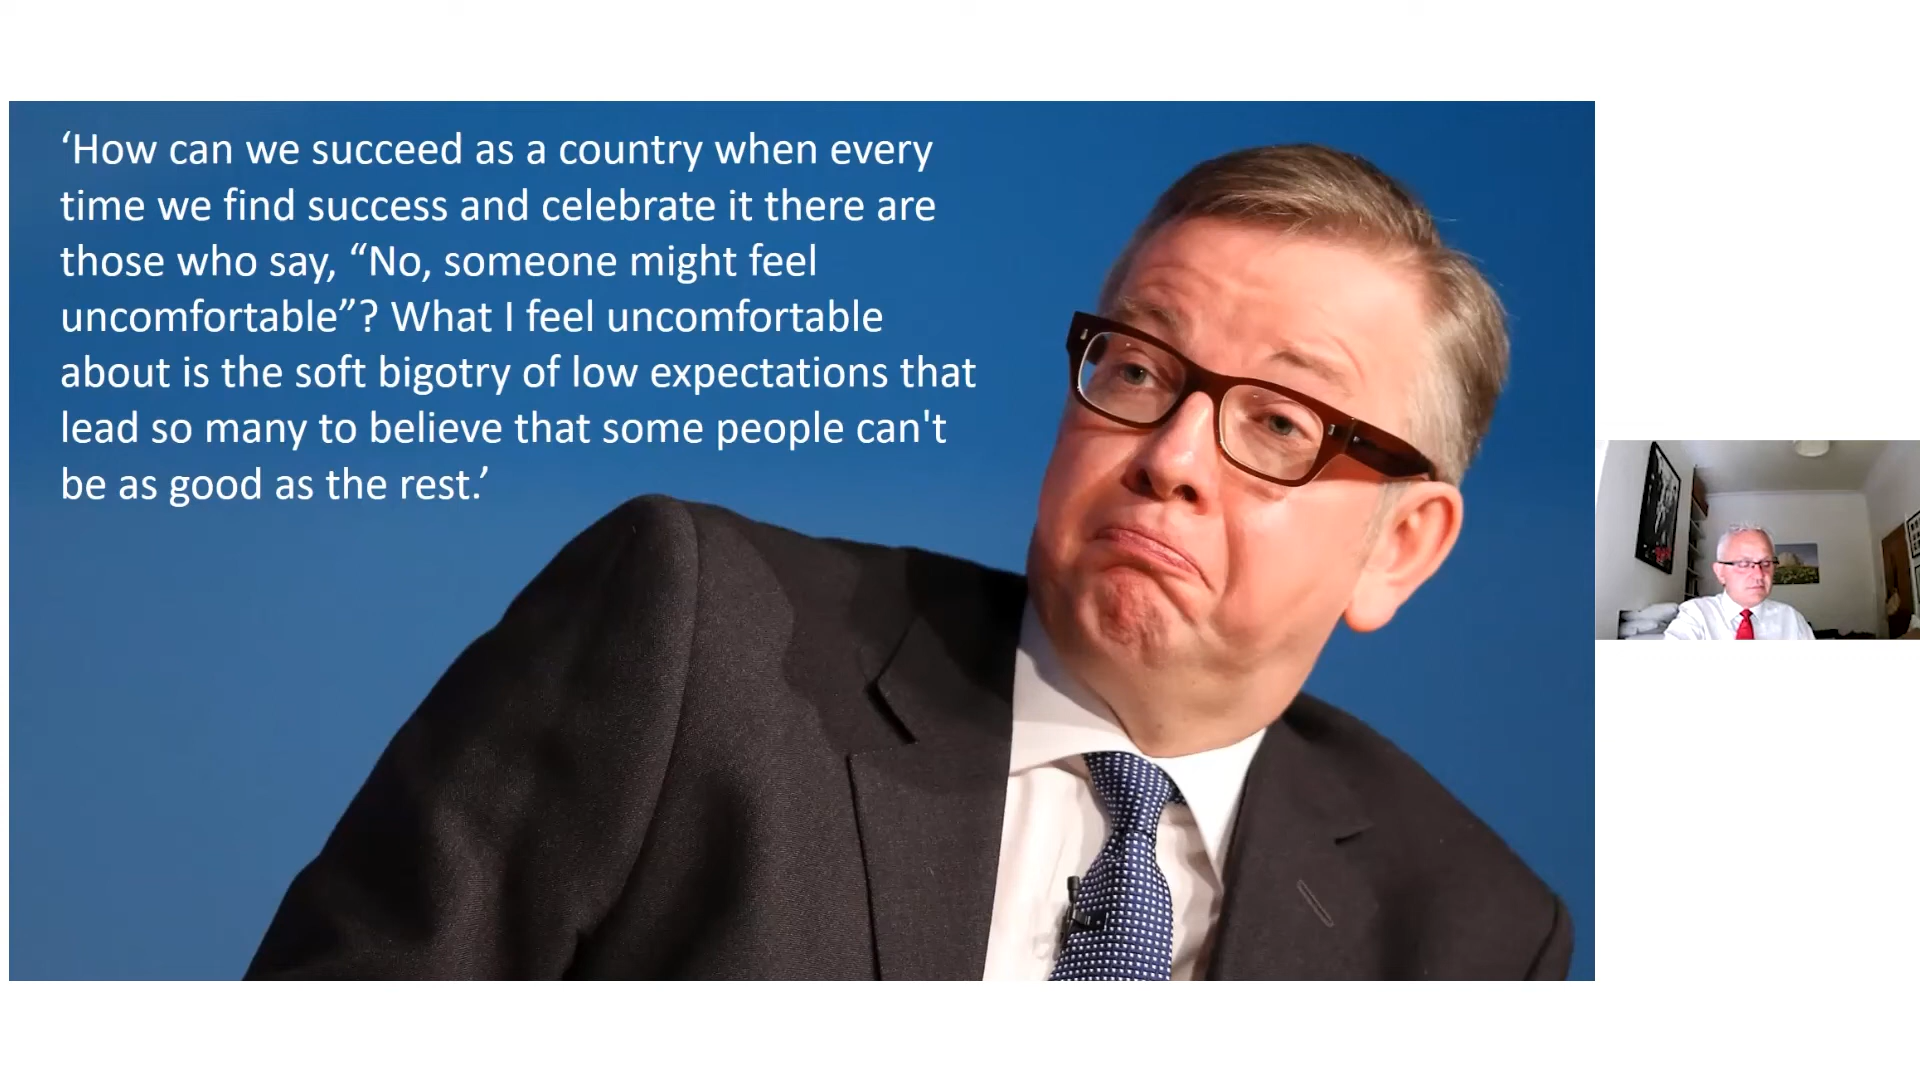 ‘How can we succeed as a country when every
time we find success and celebrate it there are
those who say, “No, someone might feel
uncomfortable”? What I feel uncomfortable
about is the soft bigotry of low expectations that
lead so many to believe that some people can't
be as good as the rest.’